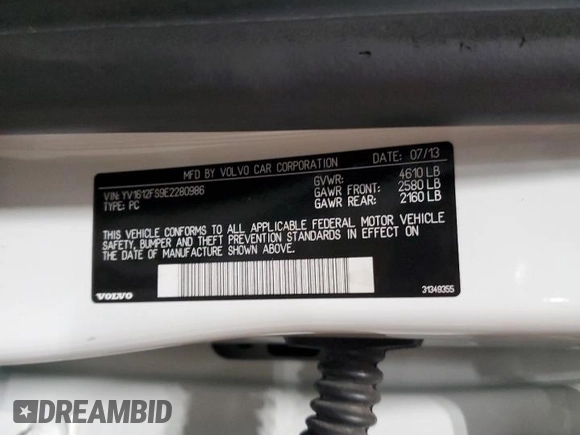 MFD BY VOLVO CAR CORPORATION DATE: 07/13
VIN: YV1612FS9E2280986 GVWR: 4610 LB
TYPE: PC GAWR FRONT: 2580 LB
GAWR REAR: 2160 LB
THIS VEHICLE CONFORMS TO ALL APPLICABLE FEDERAL MOTOR VEHICLE
SAFETY, BUMPER AND THEFT PREVENTION STANDARDS IN EFFECT ON
THE DATE OF MANUFACTURE SHOWN ABOVE.
VOLVO 31349355
DREAMBID